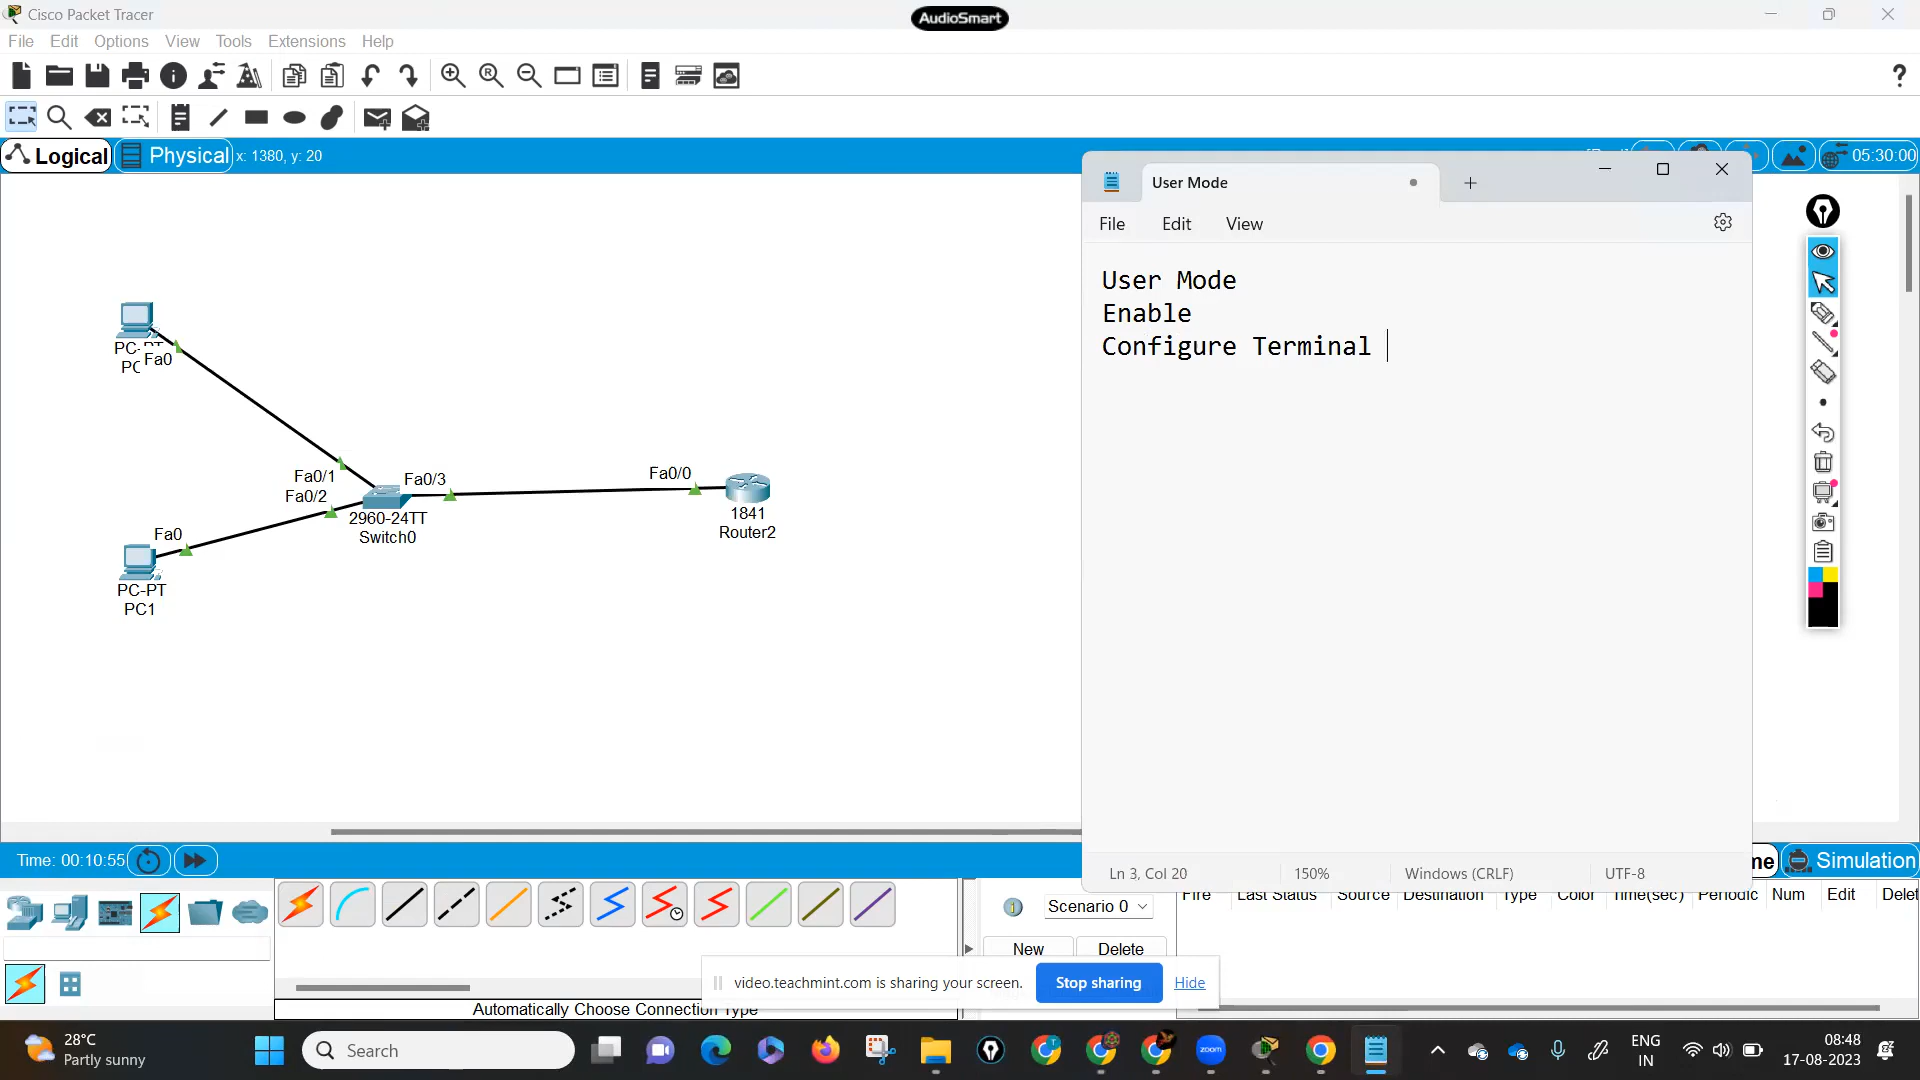 Cisco Packet Tracer
AudioSmart
File Edit Options View Tools Extensions Help
?
Logical Physical x: 1380, y: 20
05:30:00
User Mode
File Edit View
User Mode
Enable
Configure Terminal
Fa0
Fa0/1
Fa0/2
Fa0/3
Fa0/0
2960-24TT
Switch0
1841
Router2
Fa0
PC-PT
PC1
Ln 3, Col 20 150% Windows (CRLF) UTF-8
Time: 00:10:55
Simulation
Scenario 0
Fire Last Status Source Destination Type Color Time(sec) Periodic Num Edit
New Delete
video.teachmint.com is sharing your screen. Stop sharing Hide
Automatically Choose Connection Type
28°C
Partly sunny
Search
zoom
ENG
IN
08:48
17-08-2023